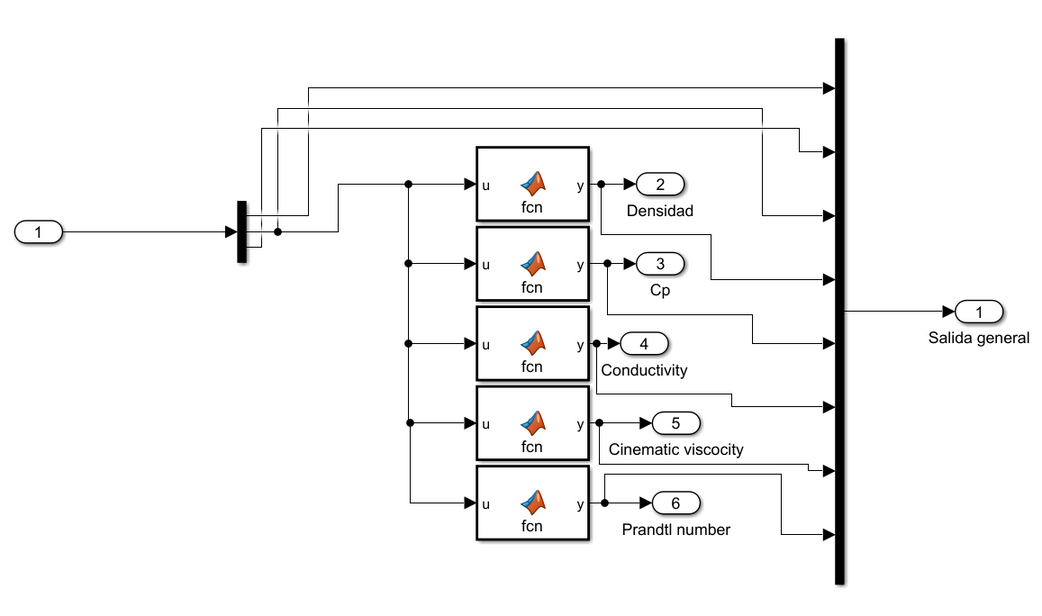 1
u
y
fcn
2
Densidad
u
y
fcn
3
Cp
1
Salida general
u
y
fcn
4
Conductivity
u
y
fcn
5
Cinematic viscocity
u
y
fcn
6
Prandtl number